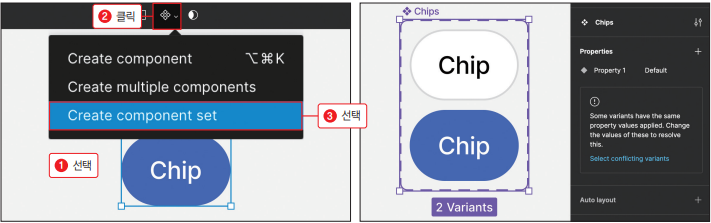 2 클릭
Create component ⌥⌘K
Create multiple components
Create component set
3 선택
1 선택
Chip
Chips
Chip
Chip
2 Variants
Chips
Properties
Property 1 Default
Some variants have the same
property values applied. Change
the values of these to resolve
this.
Select conflicting variants
Auto layout